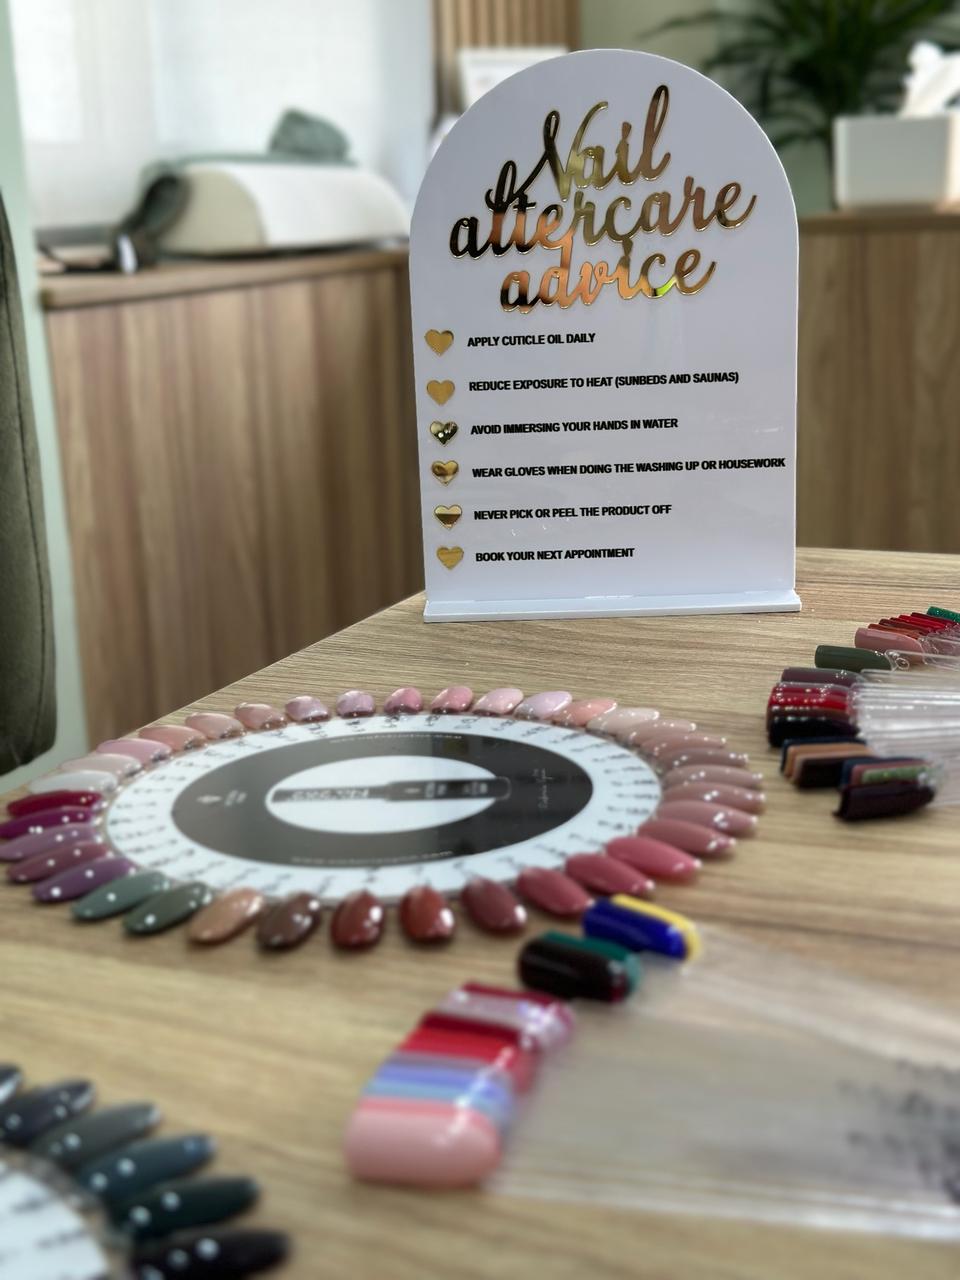 Nail
aftercare
advice
APPLY CUTICLE OIL DAILY
REDUCE EXPOSURE TO HEAT (SUNBEDS AND SAUNAS)
AVOID IMMERSING YOUR HANDS IN WATER
WEAR GLOVES WHEN DOING THE WASHING UP OR HOUSEWORK
NEVER PICK OR PEEL THE PRODUCT OFF
BOOK YOUR NEXT APPOINTMENT